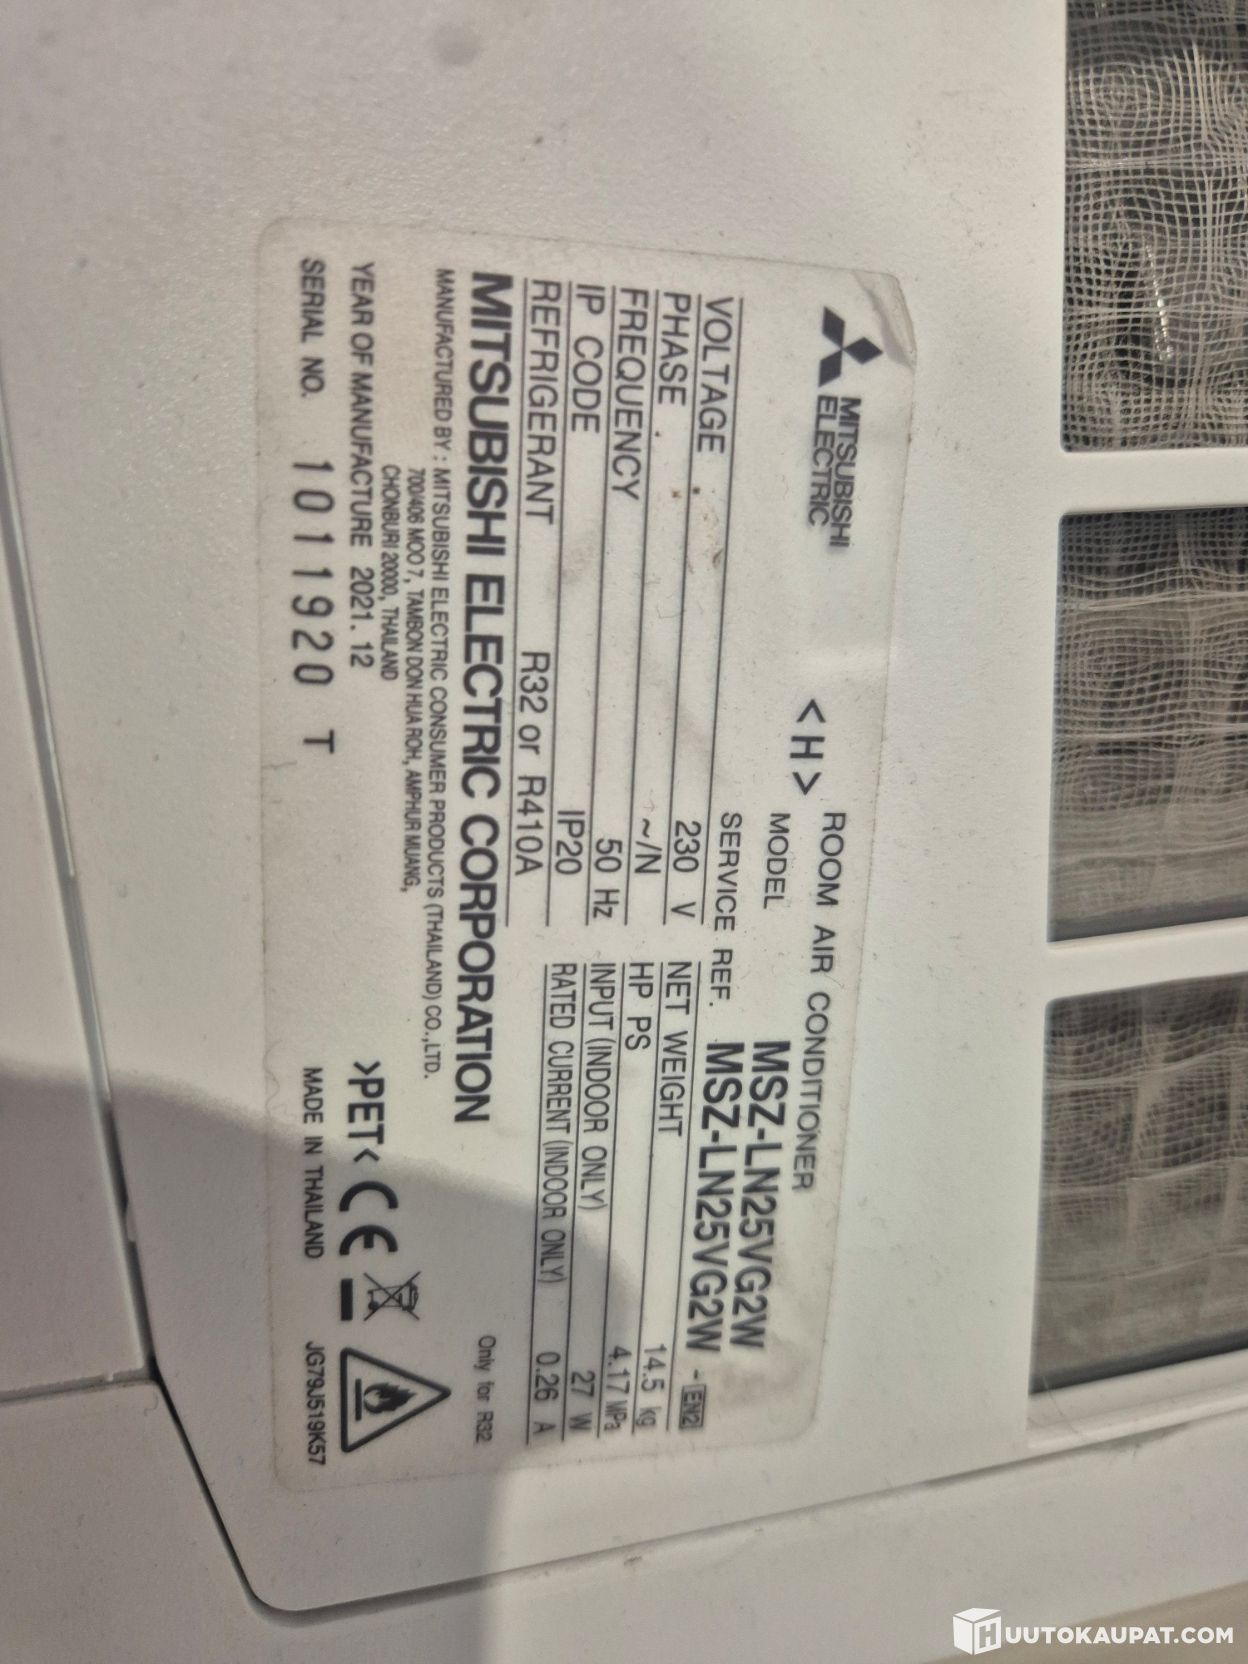 MITSUBISHI
ELECTRIC
<H>
ROOM AIR CONDITIONER
MODEL MSZ-LN25VG2W
SERVICE REF. MSZ-LN25VG2W - EN2
VOLTAGE 230 V
PHASE ~/N
FREQUENCY 50 Hz
IP CODE IP20
REFRIGERANT R32 or R410A
NET WEIGHT 14.5 kg
HP PS 4.17 MPa
INPUT (INDOOR ONLY) 27 W
RATED CURRENT (INDOOR ONLY) 0.26 A
MITSUBISHI ELECTRIC CORPORATION
Only for R32
MANUFACTURED BY : MITSUBISHI ELECTRIC CONSUMER PRODUCTS (THAILAND) CO.,LTD.
700/406 MOO 7, TAMBON DON HUA ROH, AMPHUR MUANG,
CHONBURI 20000, THAILAND
YEAR OF MANUFACTURE 2021. 12
>PET< CE
SERIAL NO. 1011920 T
MADE IN THAILAND
JG79J519K57
HUUTOKAUPAT.COM